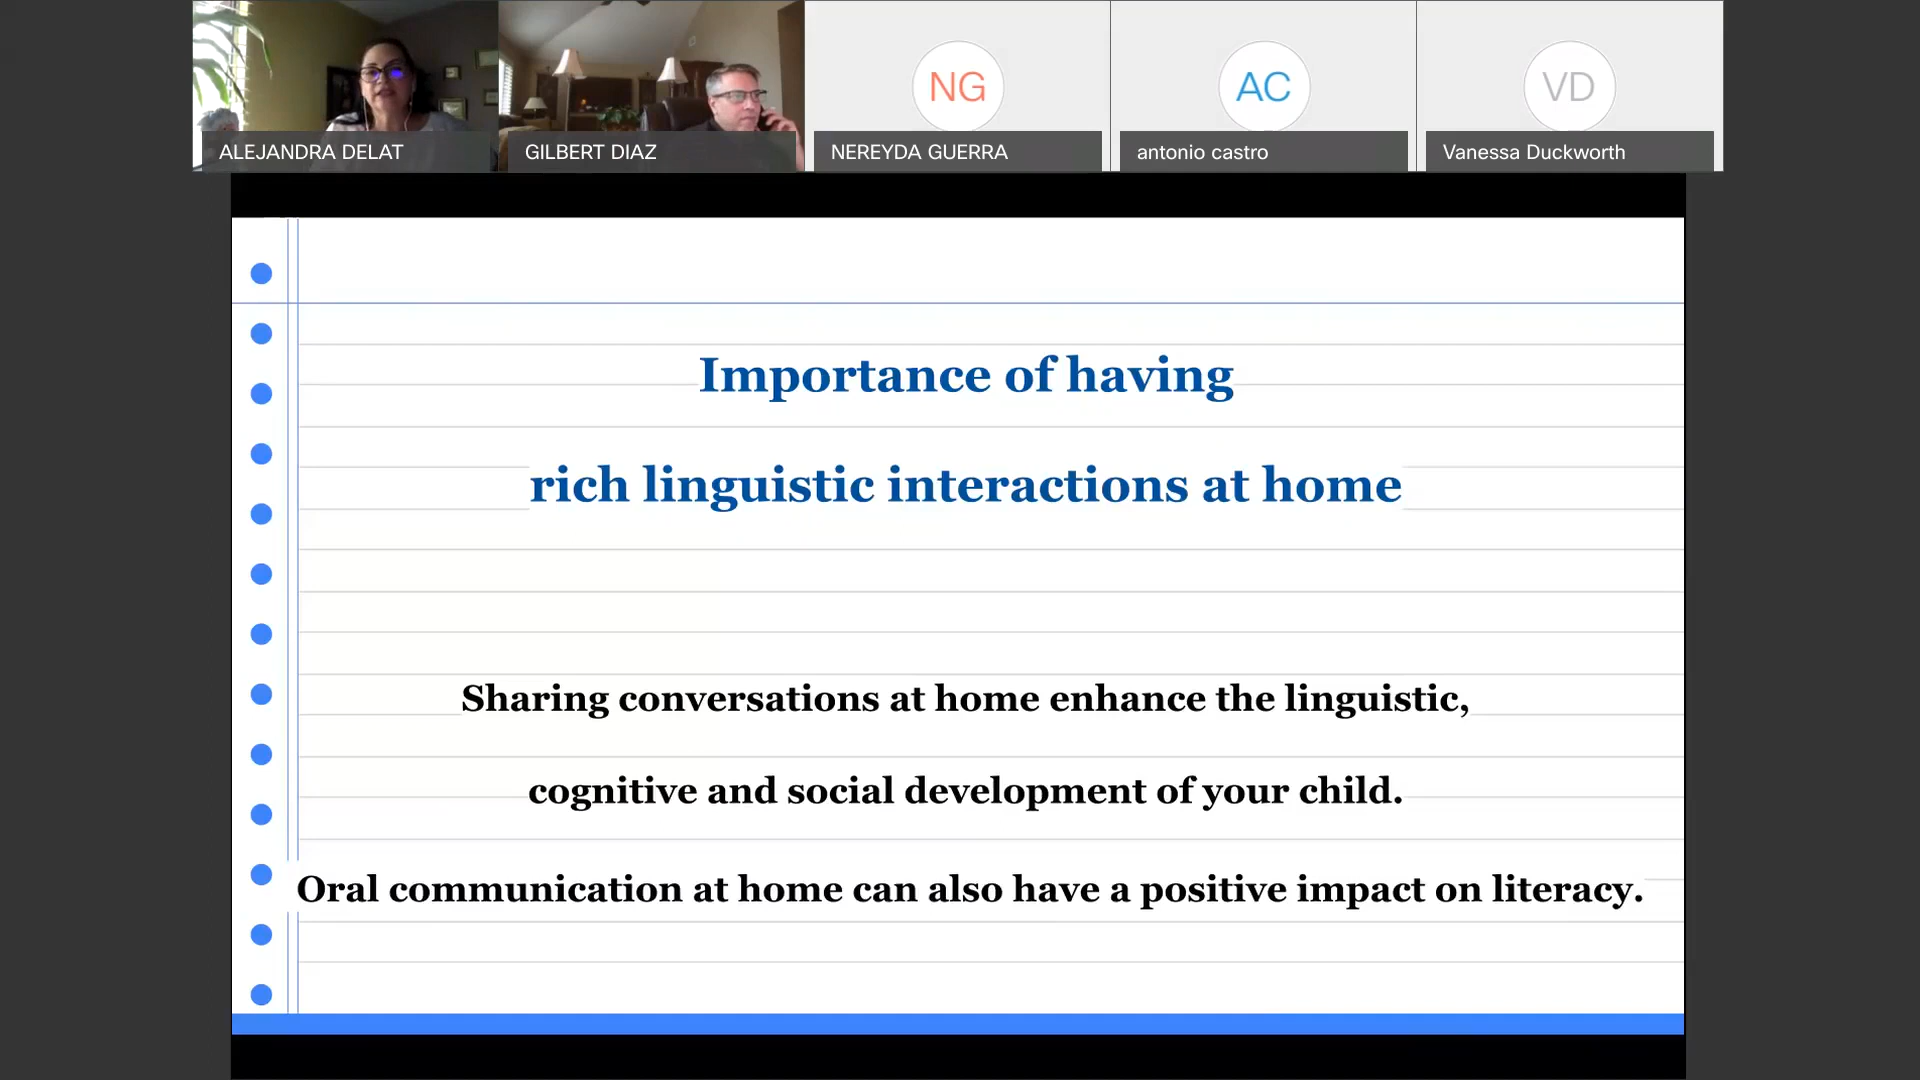 NG
AC
VD
ALEJANDRA DELAT
GILBERT DIAZ
NEREYDA GUERRA
antonio castro
Vanessa Duckworth
Importance of having
rich linguistic interactions at home
Sharing conversations at home enhance the linguistic,
cognitive and social development of your child.
Oral communication at home can also have a positive impact on literacy.